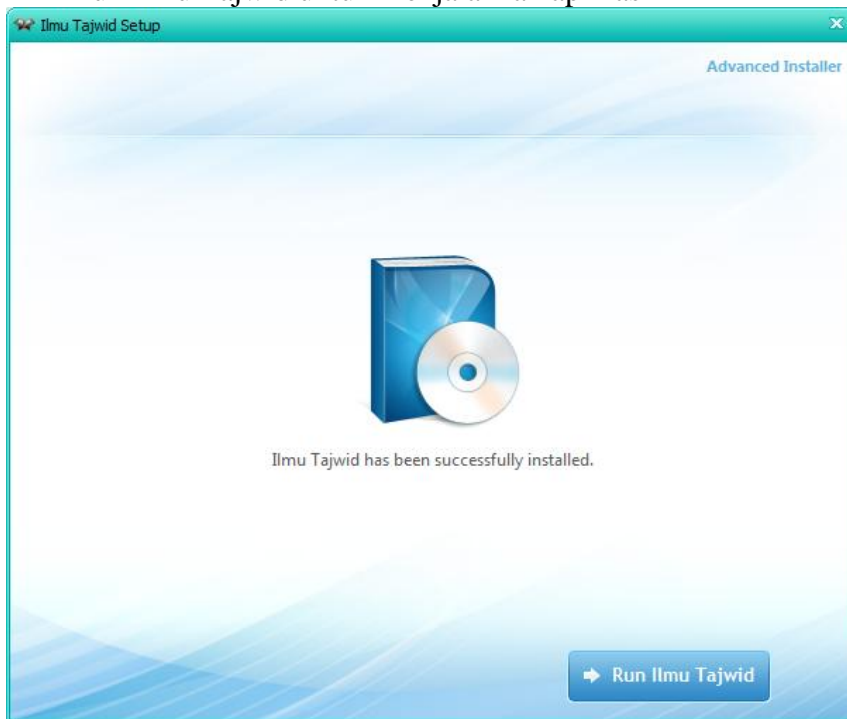 Ilmu Tajwid Setup
Advanced Installer
Ilmu Tajwid has been successfully installed.
Run Ilmu Tajwid